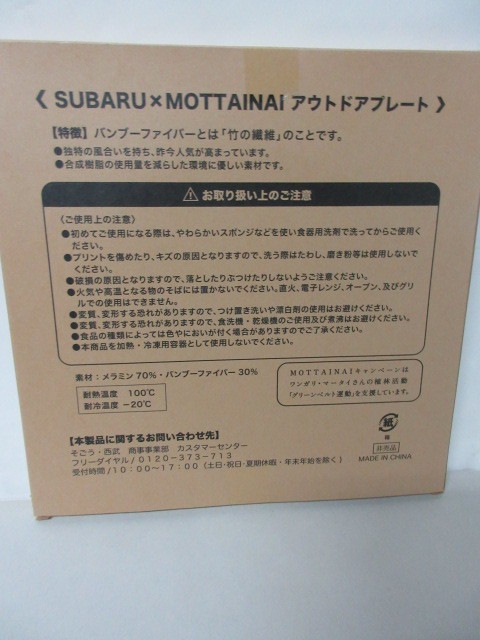 《 SUBARU×MOTTAINAI アウトドアプレート 》
【特徴】バンブーファイバーとは「竹の繊維」のことです。
●独特の風合いを持ち、昨今人気が高まっています。
●合成樹脂の使用量を減らした環境に優しい素材です。
⚠ お取り扱い上のご注意
〈ご使用上の注意〉
●初めてご使用になる際は、やわらかいスポンジなどを使い食器用洗剤で洗ってからご使用く
ださい。
●プリントを傷めたり、キズの原因となりますので、洗う際はたわし、磨き粉等は使用しないで
ください。
●破損の原因となりますので、落としたりぶつけたりしないようご注意ください。
●火気や高温となる物のそばには置かないでください。直火、電子レンジ、オーブン、及びグリ
ルでの使用はできません。
●変質、変形する恐れがありますので、つけ置き洗いや漂白剤の使用はお避けください。
●変質、変形する恐れがありますので、食洗機・乾燥機のご使用及び煮沸はお避けください。
●食品の種類によっては色やにおいが付く場合がありますのでご了承ください。
●本商品を加熱・冷凍用容器として使用しないでください。
素材：メラミン 70%・バンブーファイバー 30%
耐熱温度 100℃
耐冷温度 −20℃
MOTTAINAIキャンペーンは
ワンガリ・マータイさんの植林活動
「グリーンベルト運動」を支援しています。
紙
箱
非売品
MADE IN CHINA
【本製品に関するお問い合わせ先】
そごう・西武 商事事業部 カスタマーセンター
フリーダイヤル／0120−373−713
受付時間／10：00〜17：00（土日・祝日・夏期休暇・年末年始を除く）